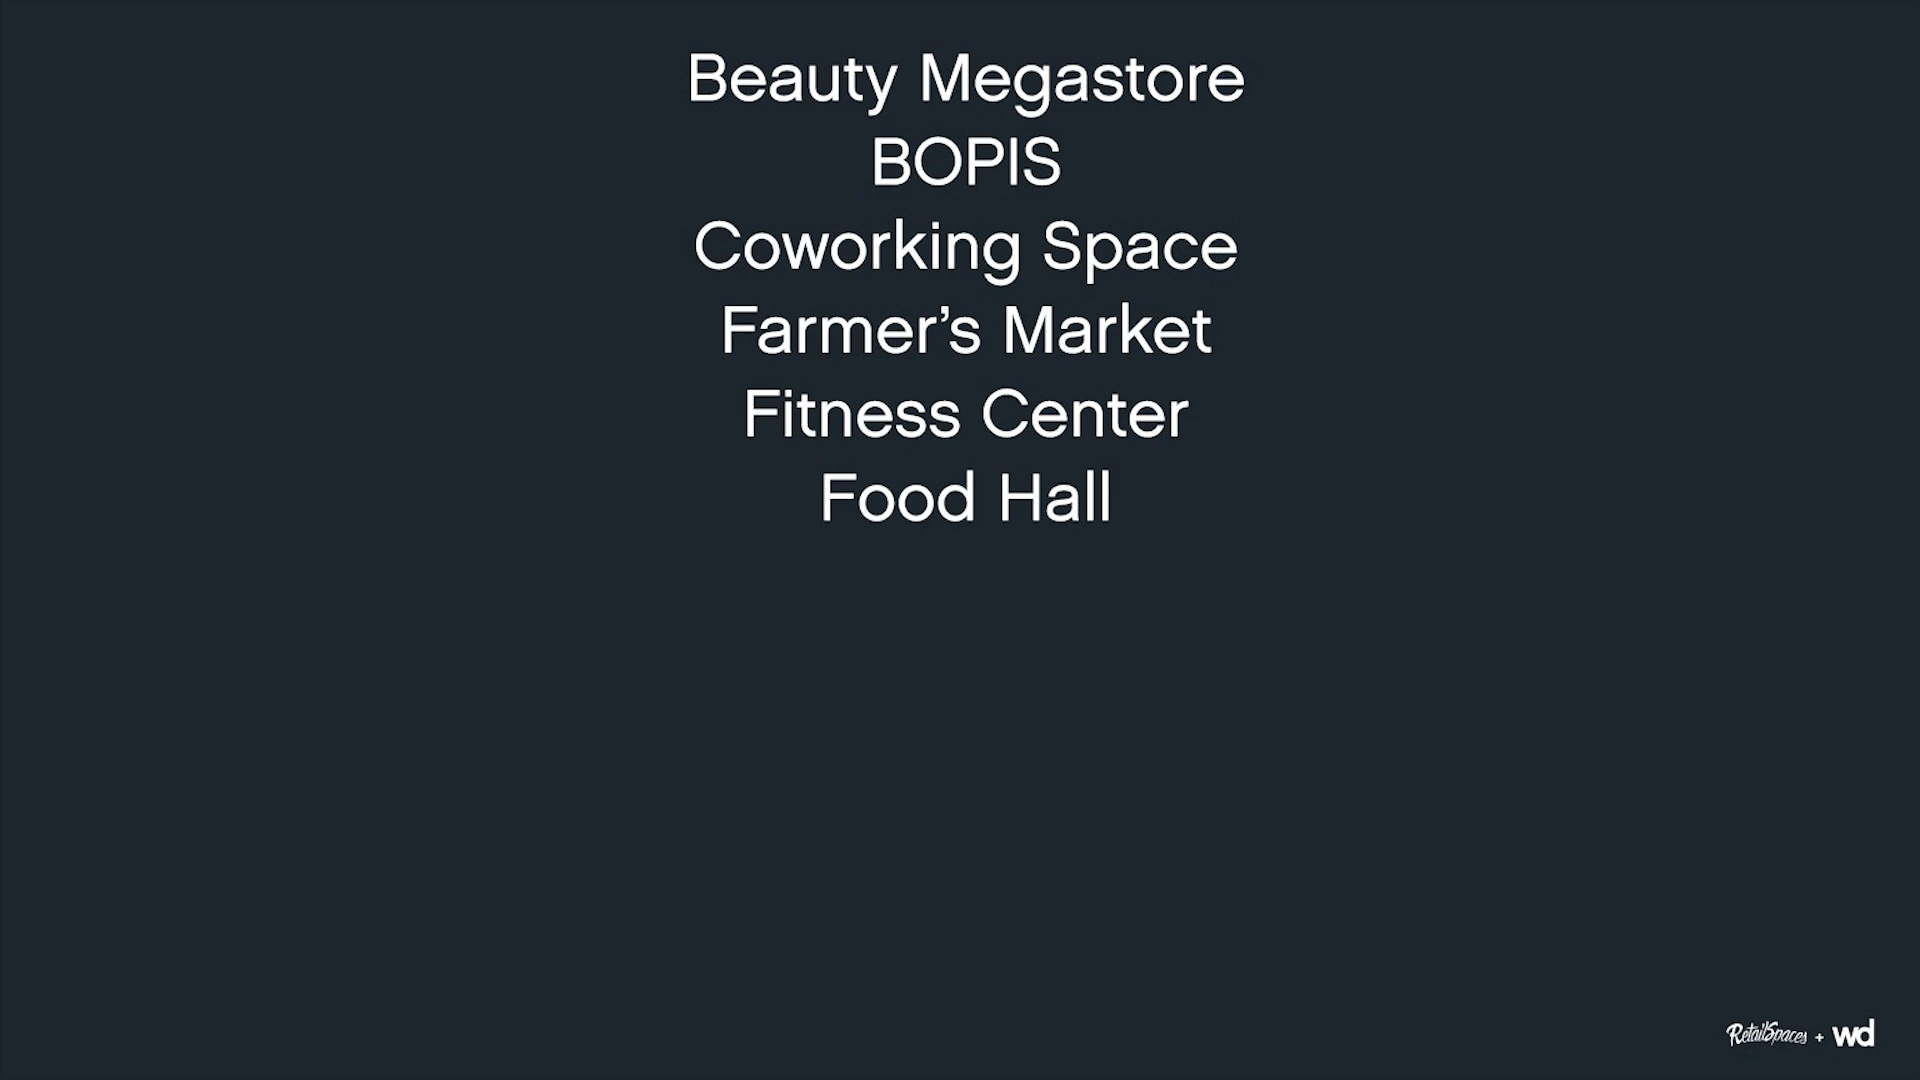 Beauty Megastore
BOPIS
Coworking Space
Farmer’s Market
Fitness Center
Food Hall
RetailSpaces + wd